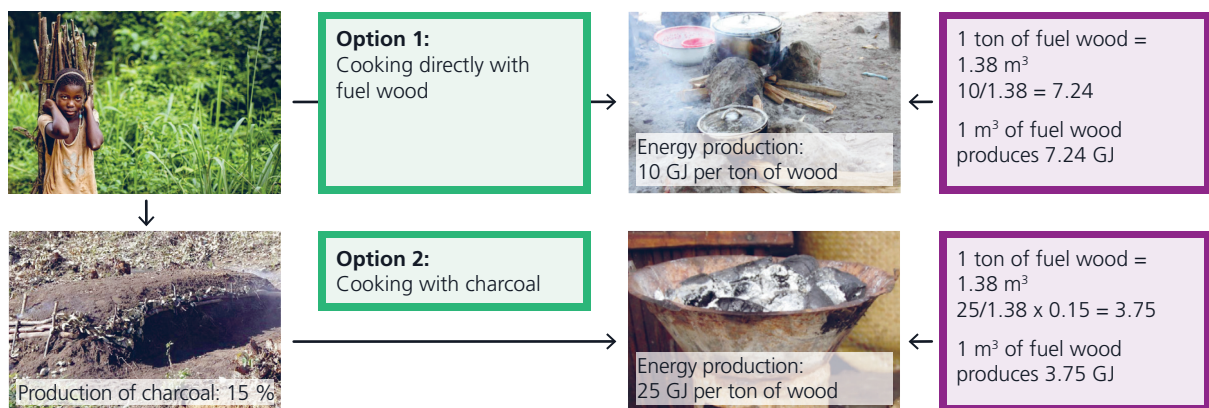 Option 1:
Cooking directly with
fuel wood
Energy production:
10 GJ per ton of wood
1 ton of fuel wood =
1.38 m³
10/1.38 = 7.24
1 m³ of fuel wood
produces 7.24 GJ
Production of charcoal: 15 %
Option 2:
Cooking with charcoal
Energy production:
25 GJ per ton of wood
1 ton of fuel wood =
1.38 m³
25/1.38 x 0.15 = 3.75
1 m³ of fuel wood
produces 3.75 GJ